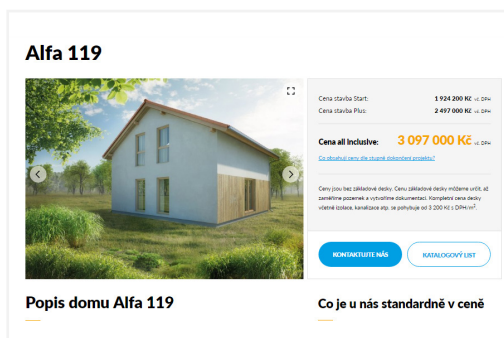 Alfa 119
Cena stavba Start: 1 924 200 Kč vč. DPH
Cena stavba Plus: 2 497 000 Kč vč. DPH
Cena all inclusive: 3 097 000 Kč vč. DPH
Co obsahují ceny dle stupně dokončení projektu?
Ceny jsou bez základové desky. Cenu základové desky můžeme určit, až
zaměříme pozemek a vytvoříme dokumentaci. Kompletní cena desky
včetně izolace, kanalizace atp. se pohybuje od 3 200 Kč s DPH/m².
KONTAKTUJTE NÁS
KATALOGOVÝ LIST
Popis domu Alfa 119
Co je u nás standardně v ceně